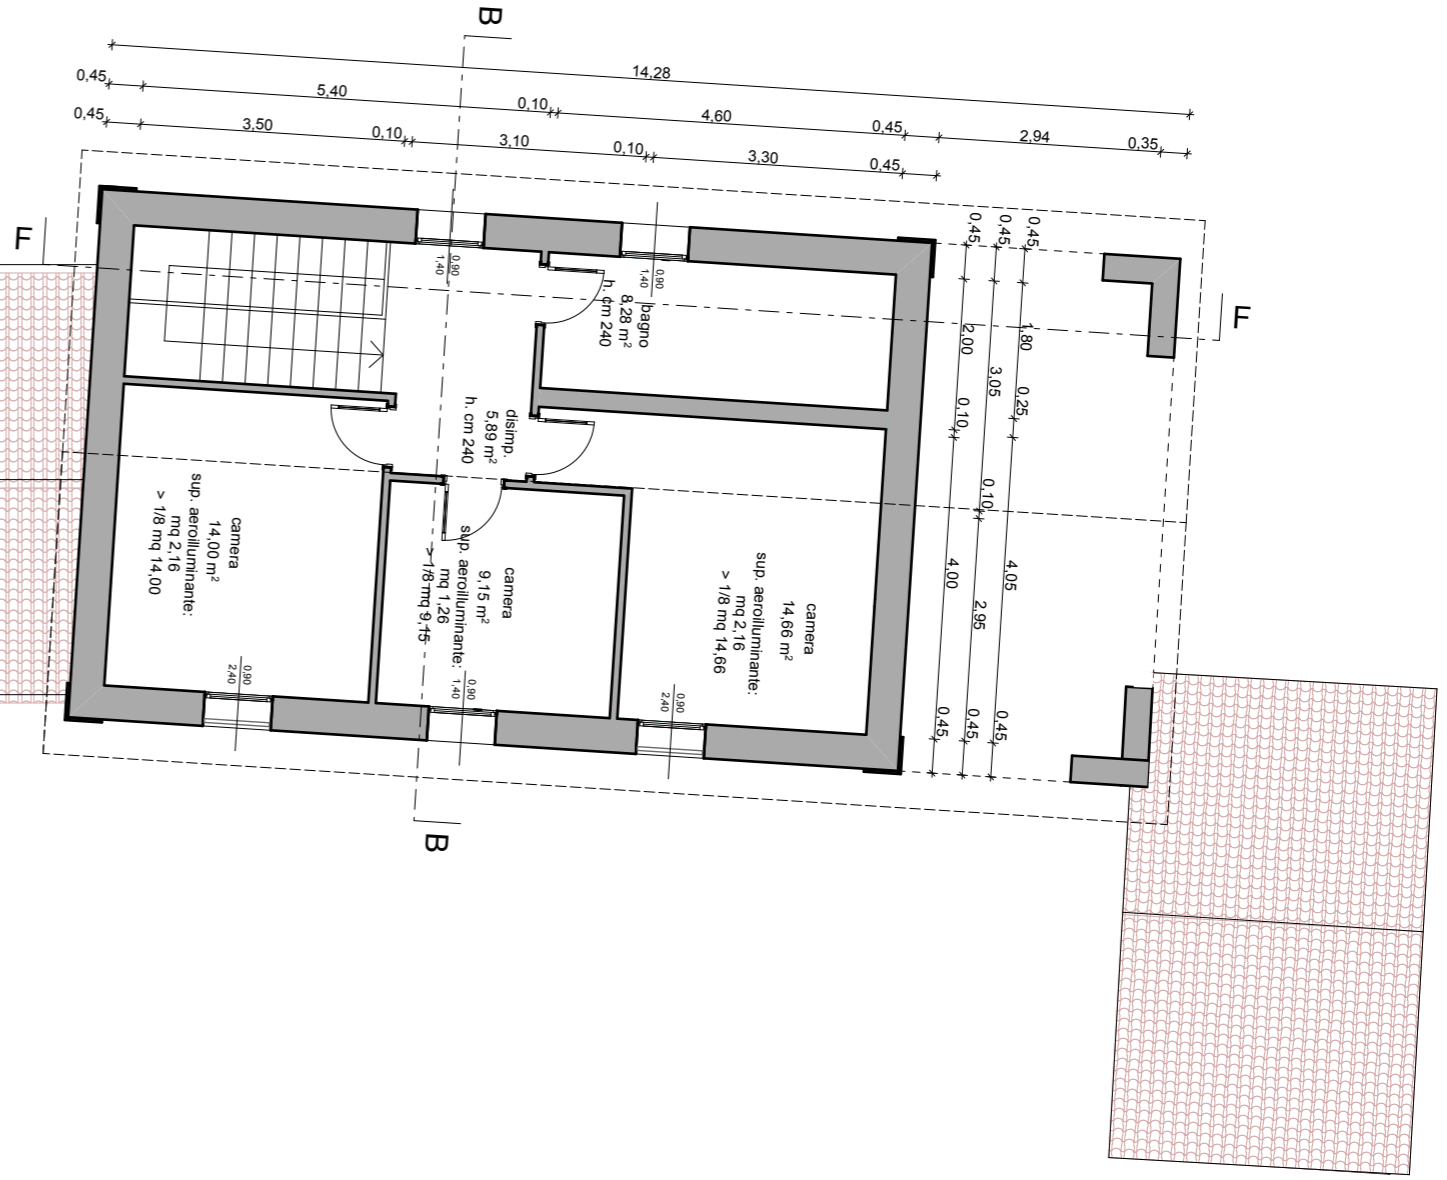 B
14,28
0,45
5,40
0,10
4,60
0,45
2,94
0,35
0,45
3,50
0,10
3,10
0,10
3,30
0,45
F
F
0,45
0,45
0,45
2,00
3,05
1,80
0,10
0,25
0,10
4,00
2,95
4,05
0,45
0,45
0,45
0,90
1,40
0,90
1,40
bagno
8,28 m²
h. cm 240
disimp.
5,89 m²
h. cm 240
camera
14,00 m²
sup. aeroilluminante:
mq 2,16
> 1/8 mq 14,00
camera
9,15 m²
sup. aeroilluminante:
mq 1,26
> 1/8 mq 9,15
camera
14,66 m²
sup. aeroilluminante:
mq 2,16
> 1/8 mq 14,66
0,90
2,40
0,90
1,40
0,90
2,40
B